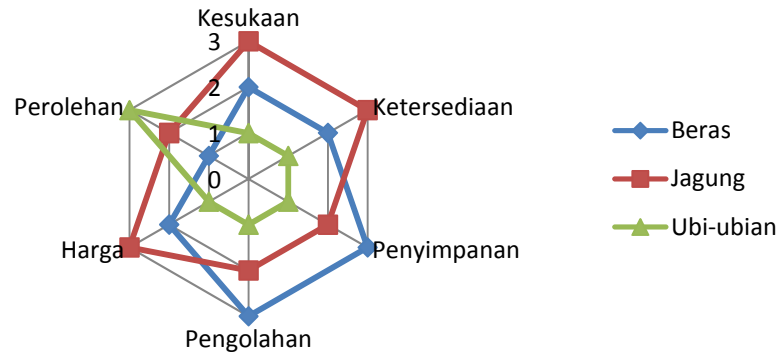 Kesukaan
3
2
1
0
Perolehan
Ketersediaan
Harga
Penyimpanan
Pengolahan
Beras
Jagung
Ubi-ubian